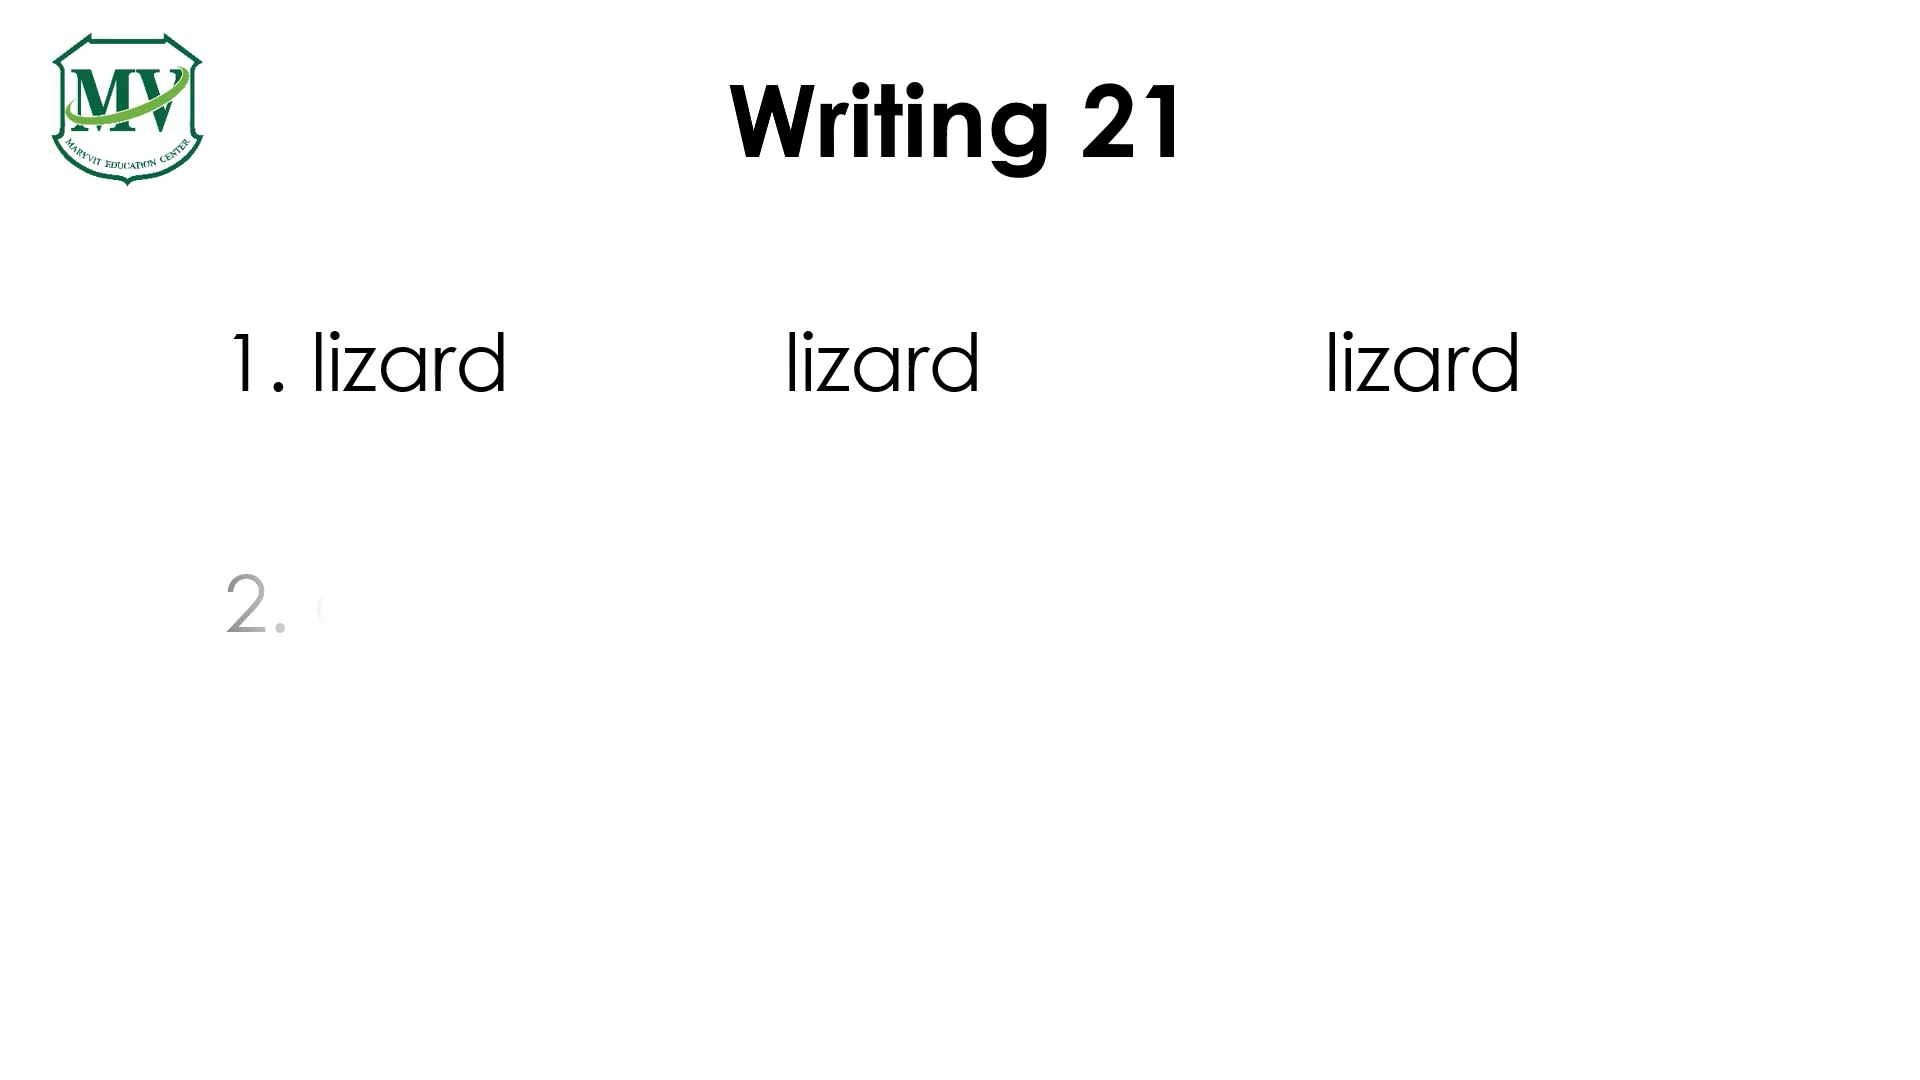 MV
MARYVIT EDUCATION CENTER
Writing 21
1. lizard lizard lizard
2.